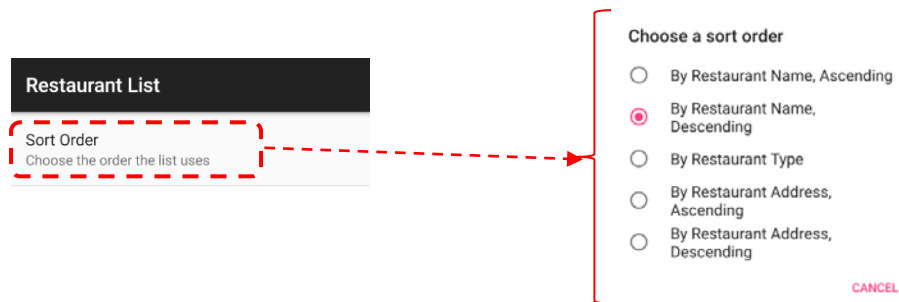 Restaurant List
Sort Order
Choose the order the list uses
Choose a sort order
By Restaurant Name, Ascending
By Restaurant Name,
Descending
By Restaurant Type
By Restaurant Address,
Ascending
By Restaurant Address,
Descending
CANCEL